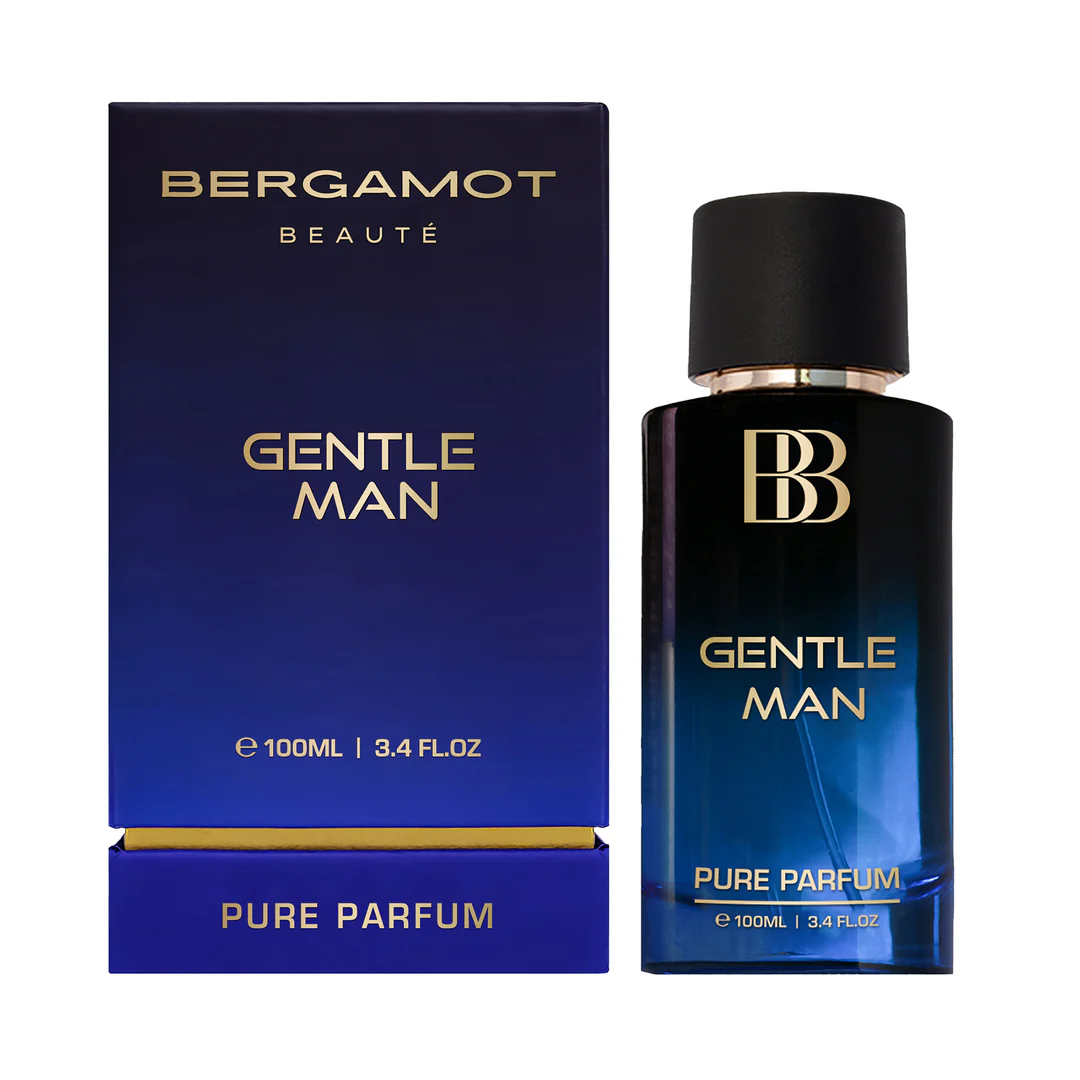 BERGAMOT
BEAUTÉ
GENTLE
MAN
℮ 100ML | 3.4 FL.OZ
PURE PARFUM
BB
GENTLE
MAN
PURE PARFUM
℮ 100ML | 3.4 FL.OZ